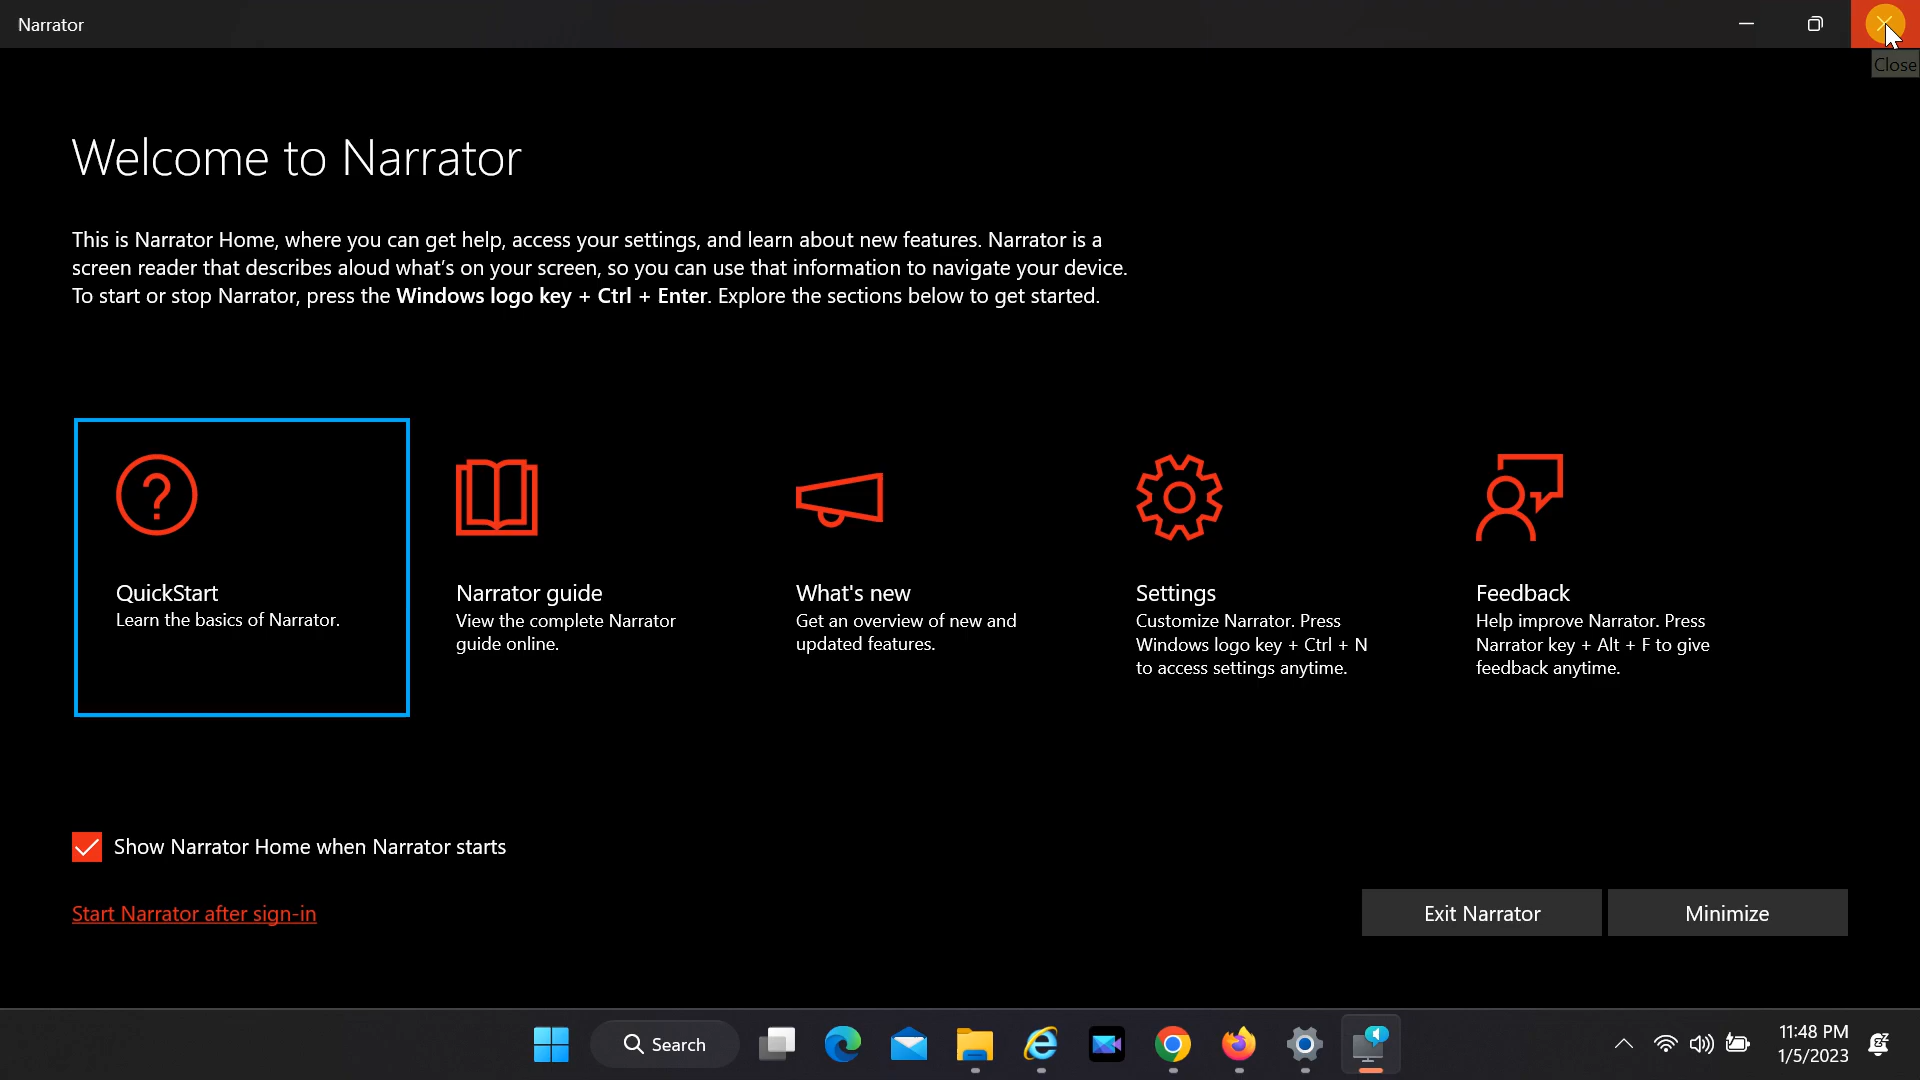 Narrator
Close
Welcome to Narrator
This is Narrator Home, where you can get help, access your settings, and learn about new features. Narrator is a
screen reader that describes aloud what's on your screen, so you can use that information to navigate your device.
To start or stop Narrator, press the Windows logo key + Ctrl + Enter. Explore the sections below to get started.
QuickStart
Learn the basics of Narrator.
Narrator guide
View the complete Narrator
guide online.
What's new
Get an overview of new and
updated features.
Settings
Customize Narrator. Press
Windows logo key + Ctrl + N
to access settings anytime.
Feedback
Help improve Narrator. Press
Narrator key + Alt + F to give
feedback anytime.
Show Narrator Home when Narrator starts
Start Narrator after sign-in
Exit Narrator
Minimize
Search
11:48 PM
1/5/2023